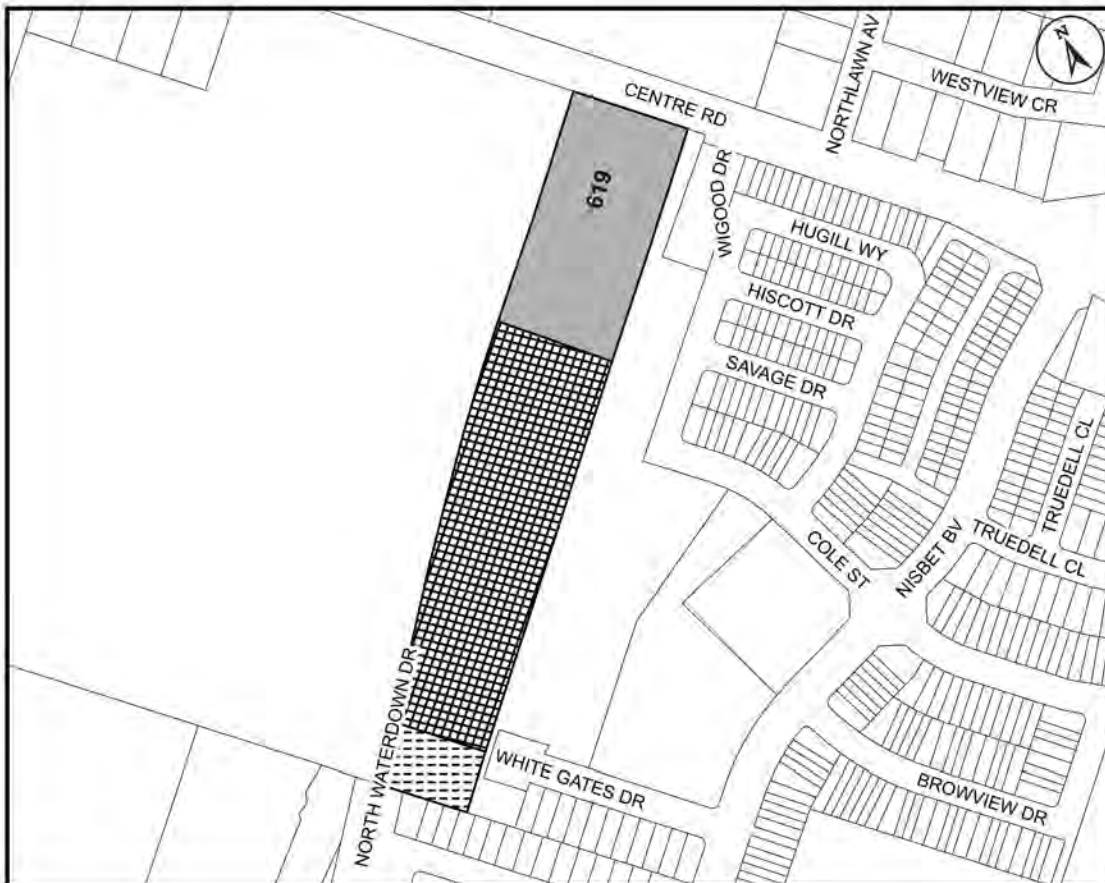 N
NORTHLAWN AV
WESTVIEW CR
CENTRE RD
619
WIGOOD DR
HUGILL WY
HISCOTT DR
SAVAGE DR
TRUEDELL CL
TRUEDELL CL
NISBET BV
COLE ST
NORTH WATERDOWN DR
WHITE GATES DR
BROWVIEW DR